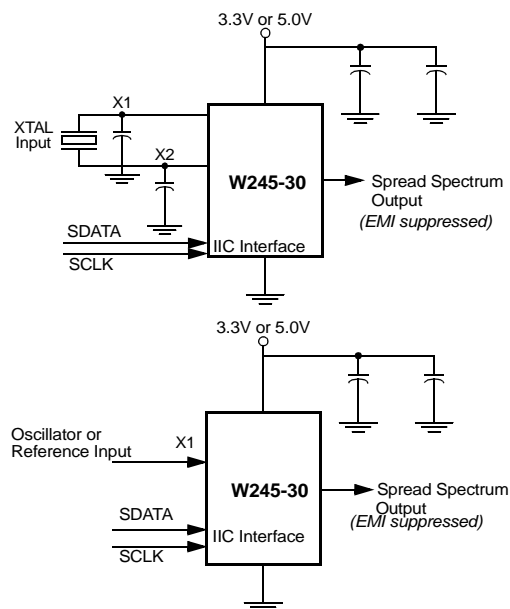 3.3V or 5.0V
X1
XTAL
Input
X2
W245-30
Spread Spectrum
Output
(EMI suppressed)
SDATA
IIC Interface
SCLK
3.3V or 5.0V
Oscillator or
Reference Input
X1
W245-30
Spread Spectrum
Output
(EMI suppressed)
SDATA
IIC Interface
SCLK